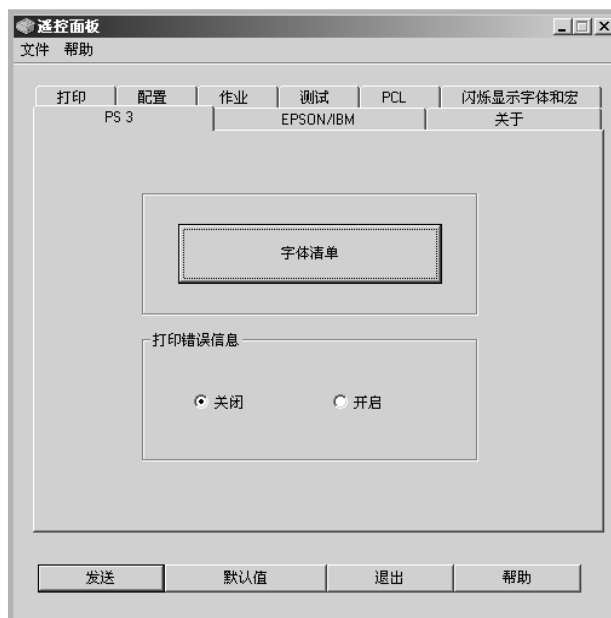 遥控面板
文件 帮助
打印 配置 作业 测试 PCL 闪烁显示字体和宏
PS 3 EPSON/IBM 关于
字体清单
打印错误信息
关闭 开启
发送 默认值 退出 帮助